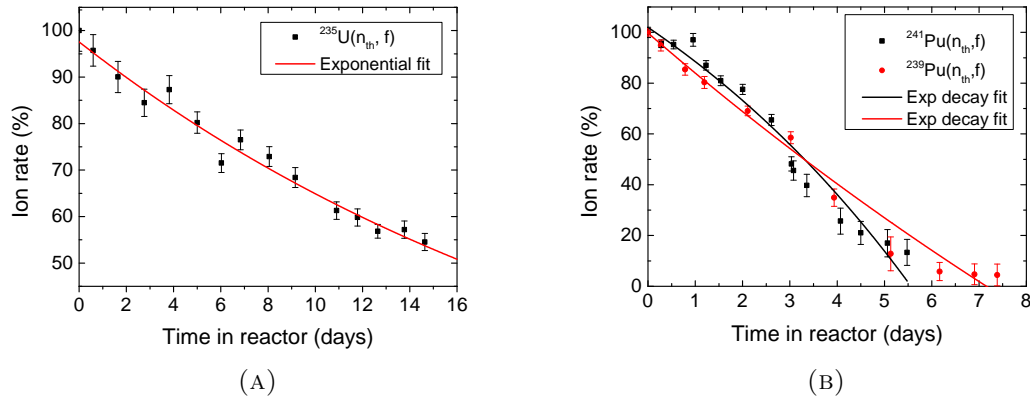 100
90
80
70
60
50
Ion rate (%)
0 2 4 6 8 10 12 14 16
Time in reactor (days)
²³⁵U(nₜₕ, f)
Exponential fit
(A)
120
100
80
60
40
20
0
Ion rate (%)
0 1 2 3 4 5 6 7 8
Time in reactor (days)
²⁴¹Pu(nₜₕ,f)
²³⁹Pu(nₜₕ,f)
Exp decay fit
Exp decay fit
(B)